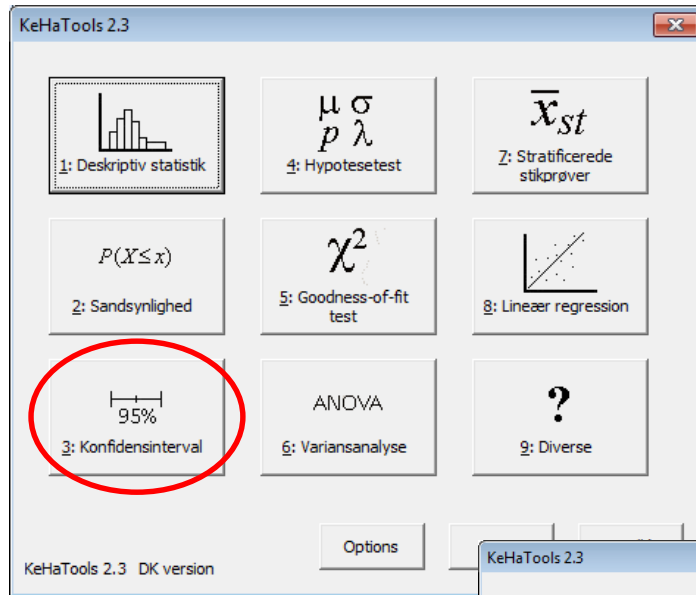 KeHaTools 2.3
1: Deskriptiv statistik
μ σ
p λ
4: Hypotesetest
x̅st
7: Stratificerede
stikprøver
P(X≤x)
2: Sandsynlighed
χ²
5: Goodness-of-fit
test
8: Lineær regression
95%
3: Konfidensinterval
ANOVA
6: Variansanalyse
?
9: Diverse
Options
KeHaTools 2.3 DK version
KeHaTools 2.3